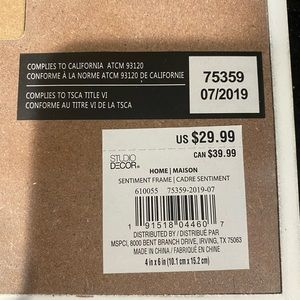 COMPLIES TO CALIFORNIA ATCM 93120
CONFORME À LA NORME ATCM 93120 DE CALIFORNIE
COMPLIES TO TSCA TITLE VI
CONFORME AU TITRE VI DE LA TSCA
75359
07/2019
US $29.99
CAN $39.99
STUDIO
DECOR®
HOME | MAISON
SENTIMENT FRAME | CADRE SENTIMENT
610055 75359-2019-07
1 91518 04460 7
DISTRIBUTED BY / DISTRIBUÉ PAR
MSPCI, 8000 BENT BRANCH DRIVE, IRVING, TX 75063
MADE IN CHINA / FABRIQUÉ EN CHINE
4 in x 6 in (10.1 cm x 15.2 cm)